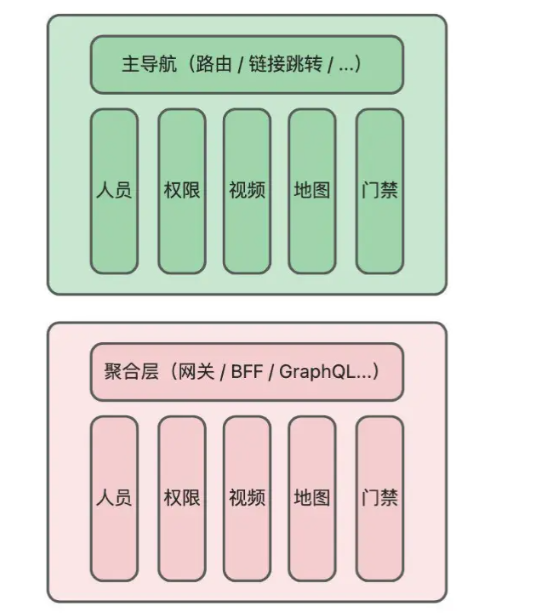 主导航（路由 / 链接跳转 / ...）
人员
权限
视频
地图
门禁
聚合层（网关 / BFF / GraphQL...）
人员
权限
视频
地图
门禁